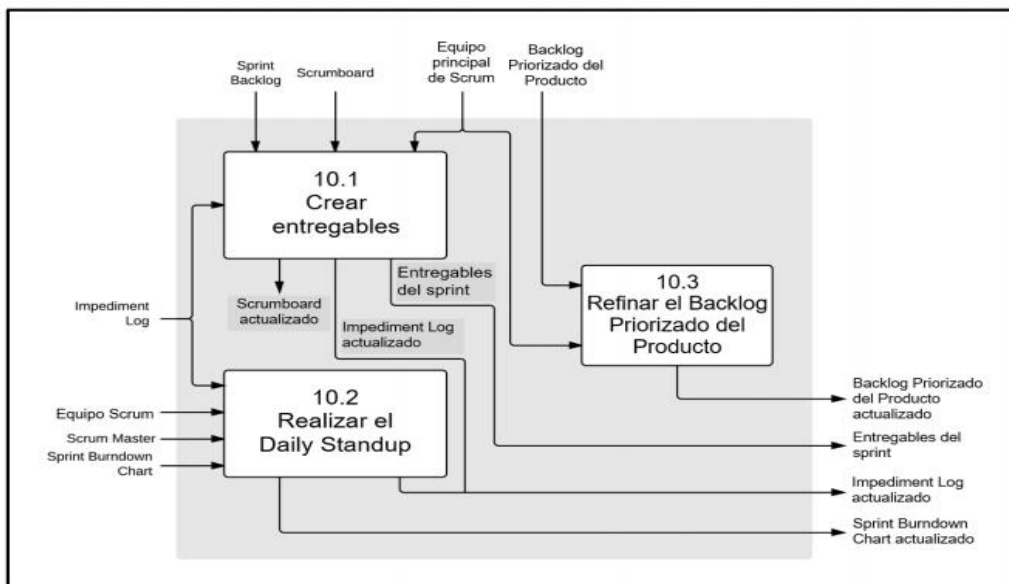 Sprint
Backlog
Scrumboard
Equipo
principal
de Scrum
Backlog
Priorizado del
Producto
10.1
Crear
entregables
Entregables
del sprint
Scrumboard
actualizado
Impediment Log
actualizado
Impediment
Log
10.3
Refinar el Backlog
Priorizado del
Producto
10.2
Realizar el
Daily Standup
Equipo Scrum
Scrum Master
Sprint Burndown
Chart
Backlog Priorizado
del Producto
actualizado
Entregables del
sprint
Impediment Log
actualizado
Sprint Burndown
Chart actualizado